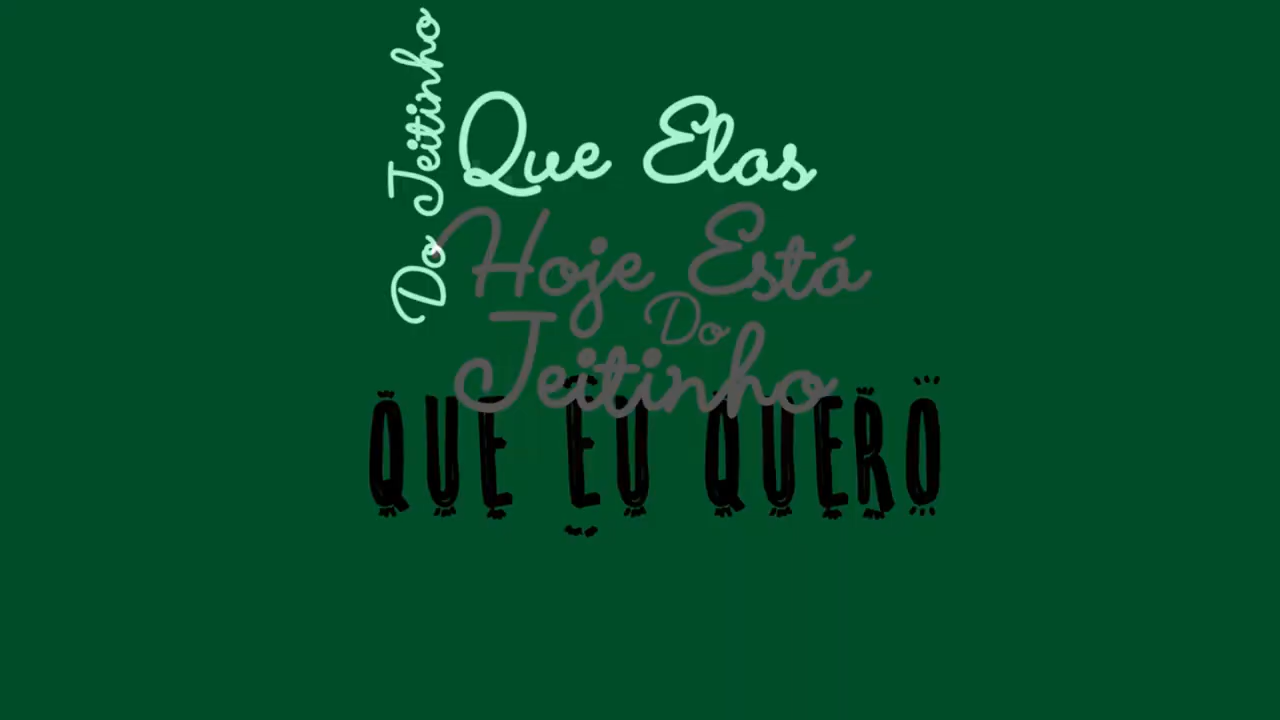 Do Jeitinho
Que Elas
Hoje Está
Do
Jeitinho
QUE EU QUERO